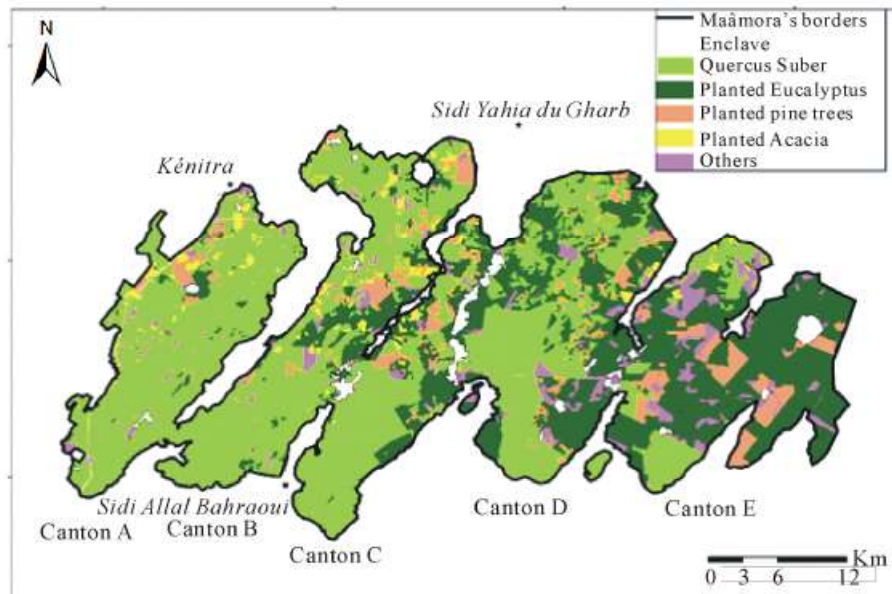 N
Maâmora's borders
Enclave
Quercus Suber
Planted Eucalyptus
Planted pine trees
Planted Acacia
Others
Sidi Yahia du Gharb
Kénitra
Sidi Allal Bahraoui
Canton A
Canton B
Canton C
Canton D
Canton E
Km
0 3 6 12